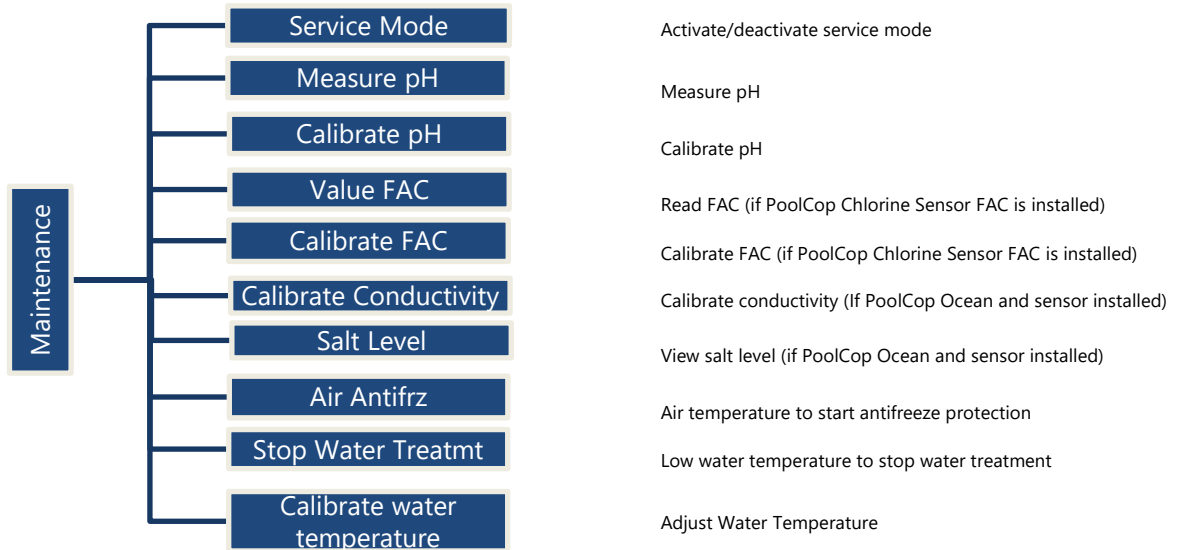 Service Mode
Activate/deactivate service mode
Measure pH
Measure pH
Calibrate pH
Calibrate pH
Value FAC
Read FAC (if PoolCop Chlorine Sensor FAC is installed)
Maintenance
Calibrate FAC
Calibrate FAC (if PoolCop Chlorine Sensor FAC is installed)
Calibrate Conductivity
Calibrate conductivity (If PoolCop Ocean and sensor installed)
Salt Level
View salt level (if PoolCop Ocean and sensor installed)
Air Antifrz
Air temperature to start antifreeze protection
Stop Water Treatmt
Low water temperature to stop water treatment
Calibrate water
temperature
Adjust Water Temperature